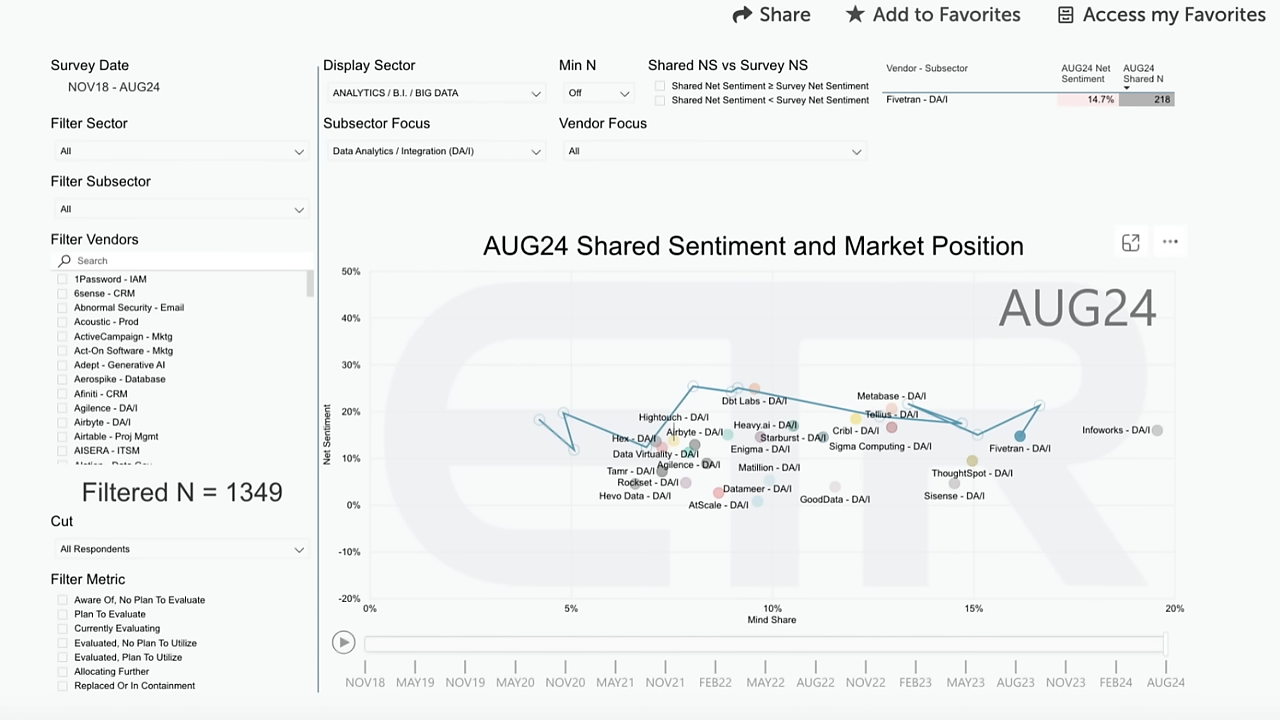 Share
Add to Favorites
Access my Favorites
Survey Date
NOV18 - AUG24
Filter Sector
All
Filter Subsector
All
Filter Vendors
Search
1Password - IAM
6sense - CRM
Abnormal Security - Email
Acoustic - Prod
ActiveCampaign - Mktg
Act-On Software - Mktg
Adept - Generative AI
Aerospike - Database
Afiniti - CRM
Agilence - DA/I
Airbyte - DA/I
Airtable - Proj Mgmt
AISERA - ITSM
Filtered N = 1349
Cut
All Respondents
Filter Metric
Aware Of, No Plan To Evaluate
Plan To Evaluate
Currently Evaluating
Evaluated, No Plan To Utilize
Evaluated, Plan To Utilize
Allocating Further
Replaced Or In Containment
Display Sector
ANALYTICS / B.I. / BIG DATA
Min N
Off
Shared NS vs Survey NS
Shared Net Sentiment ≥ Survey Net Sentiment
Shared Net Sentiment < Survey Net Sentiment
Subsector Focus
Data Analytics / Integration (DA/I)
Vendor Focus
All
Vendor - Subsector
AUG24 Net Sentiment
AUG24 Shared N
Fivetran - DA/I
14.7%
218
AUG24 Shared Sentiment and Market Position
AUG24
ETR
Net Sentiment
50%
40%
30%
20%
10%
0%
-10%
-20%
Dbt Labs - DA/I
Metabase - DA/I
Hightouch - DA/I
Tellius - DA/I
Heavy.ai - DA/I
Cribl - DA/I
Infoworks - DA/I
Airbyte - DA/I
Hex - DA/I
Starburst - DA/I
Sigma Computing - DA/I
Fivetran - DA/I
Enigma - DA/I
Data Virtuality - DA/I
Agilence - DA/I
Matillion - DA/I
Tamr - DA/I
ThoughtSpot - DA/I
Rockset - DA/I
Datameer - DA/I
Hevo Data - DA/I
Sisense - DA/I
GoodData - DA/I
AtScale - DA/I
0%
5%
10%
15%
20%
Mind Share
NOV18
MAY19
NOV19
MAY20
NOV20
MAY21
NOV21
FEB22
MAY22
AUG22
NOV22
FEB23
MAY23
AUG23
NOV23
FEB24
AUG24